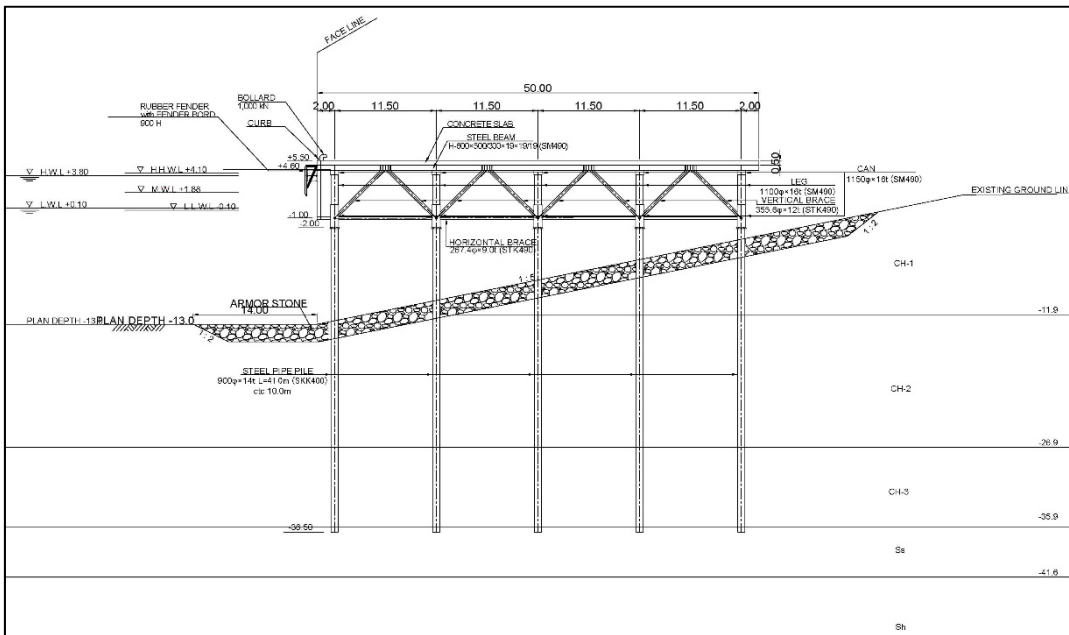 FACE LINE
50.00
2.00
11.50
11.50
11.50
11.50
2.00
BOLLARD
1,000 kN
RUBBER FENDER
with FENDER BORD
900 H
CURB
CONCRETE SLAB
STEEL BEAM
H-800×300/300×19×19/19 (SM490)
+5.50
+4.60
0.60
CAN
1150φ×16t (SM490)
H.W.L +3.80
H.H.W.L +4.10
M.W.L +1.88
L.W.L +0.10
L.L.W.L -0.10
LEG
1100φ×16t (SM490)
VERTICAL BRACE
355.6φ×12t (STK490)
EXISTING GROUND LIN
-1.00
-2.00
HORIZONTAL BRACE
267.4φ×9.0t (STK490)
1:2
CH-1
1:5
ARMOR STONE
14.00
PLAN DEPTH -13.0
PLAN DEPTH -13.0
1:2
-11.9
STEEL PIPE PILE
900φ×14t L=41.0m (SKK400)
ctc 10.0m
CH-2
-26.9
CH-3
-36.50
-35.9
Ss
-41.6
Sh